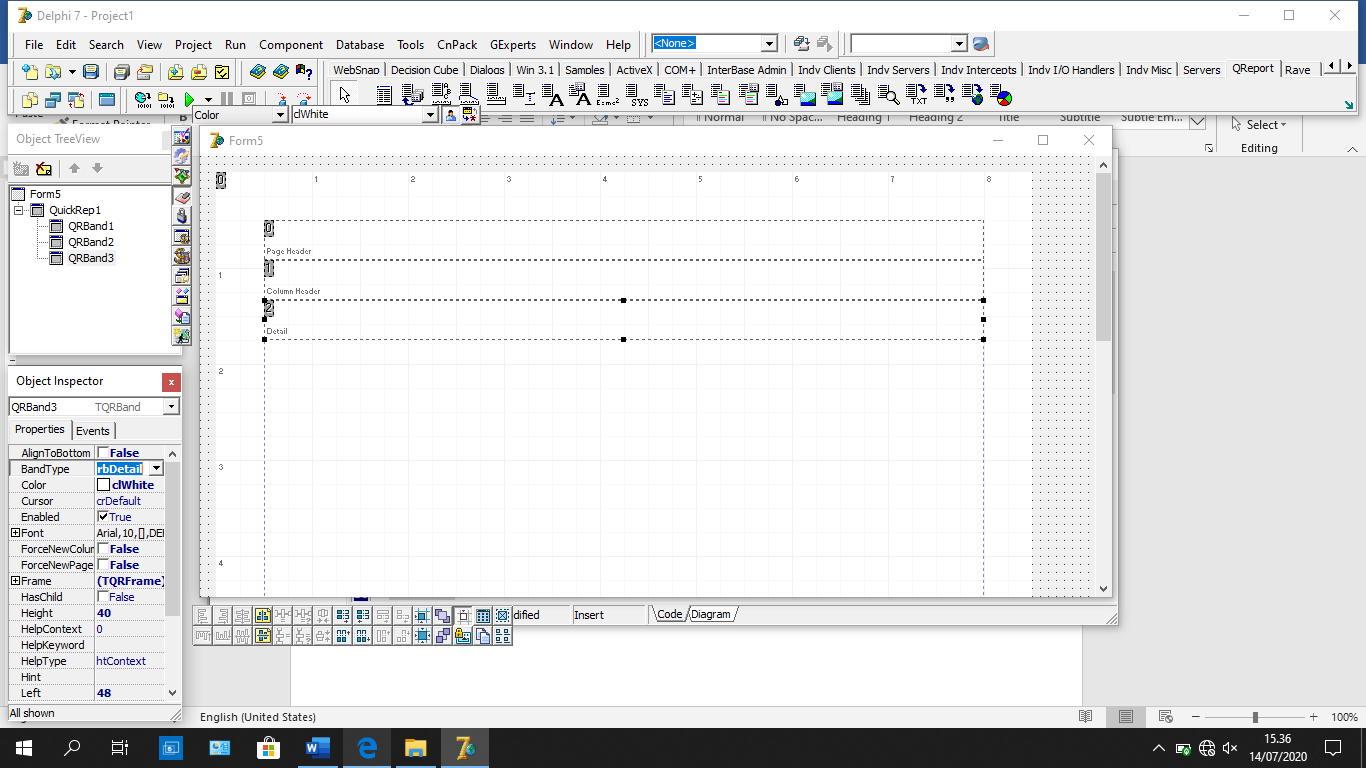 Delphi 7 - Project1
File Edit Search View Project Run Component Database Tools CnPack GExperts Window Help <None>
WebSnap Decision Cube Dialogs Win 3.1 Samples ActiveX COM+ InterBase Admin Indy Clients Indy Servers Indy Intercepts Indy I/O Handlers Indy Misc Servers QReport Rave
Color clWhite
Normal No Spac... Heading 1 Heading 2 Title Subtitle Subtle Em...
Select
Editing
Object TreeView
Form5
QuickRep1
QRBand1
QRBand2
QRBand3
Form5
0 1 2 3 4 5 6 7 8
0
Page Header
1
1
Column Header
2
Detail
2
3
4
Object Inspector
QRBand3 TQRBand
Properties Events
AlignToBottom False
BandType rbDetail
Color clWhite
Cursor crDefault
Enabled True
Font Arial,10,[],DEF
ForceNewColun False
ForceNewPage False
Frame (TQRFrame)
HasChild False
Height 40
HelpContext 0
HelpKeyword
HelpType htContext
Hint
Left 48
All shown
dified Insert Code Diagram
English (United States) 100%
15.36
14/07/2020